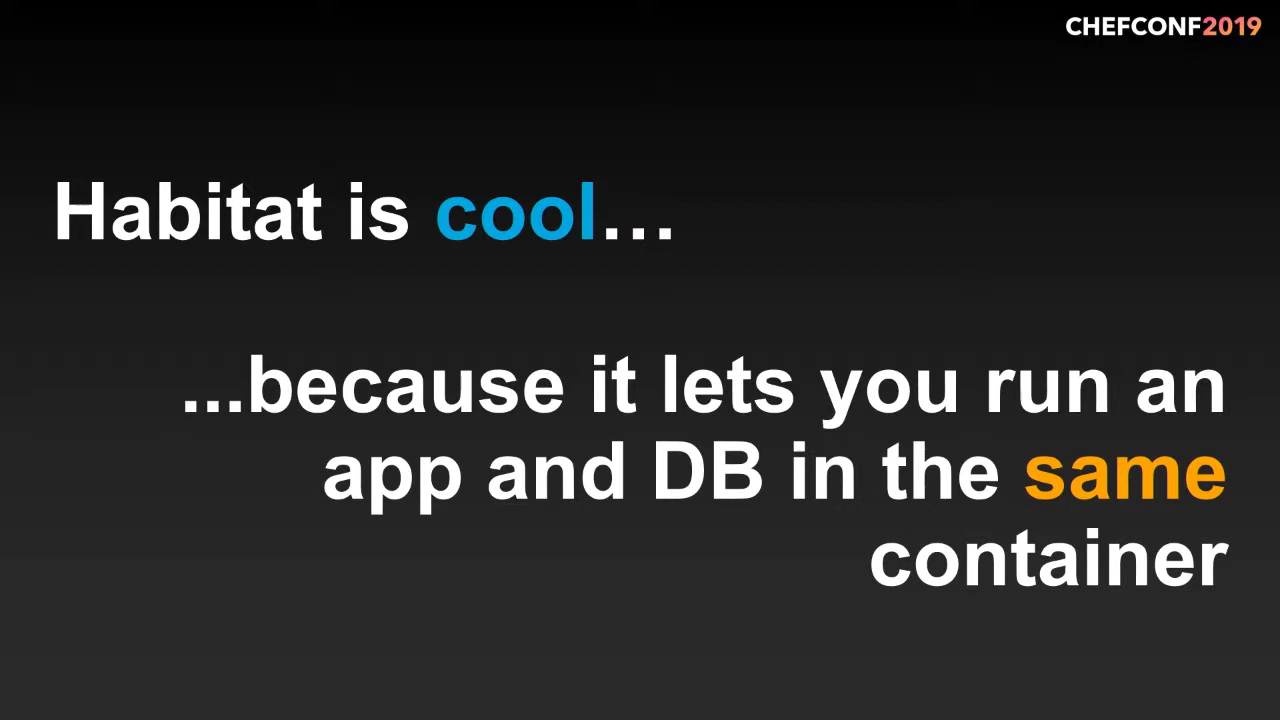 CHEFCONF2019
Habitat is cool…
...because it lets you run an
app and DB in the same
container